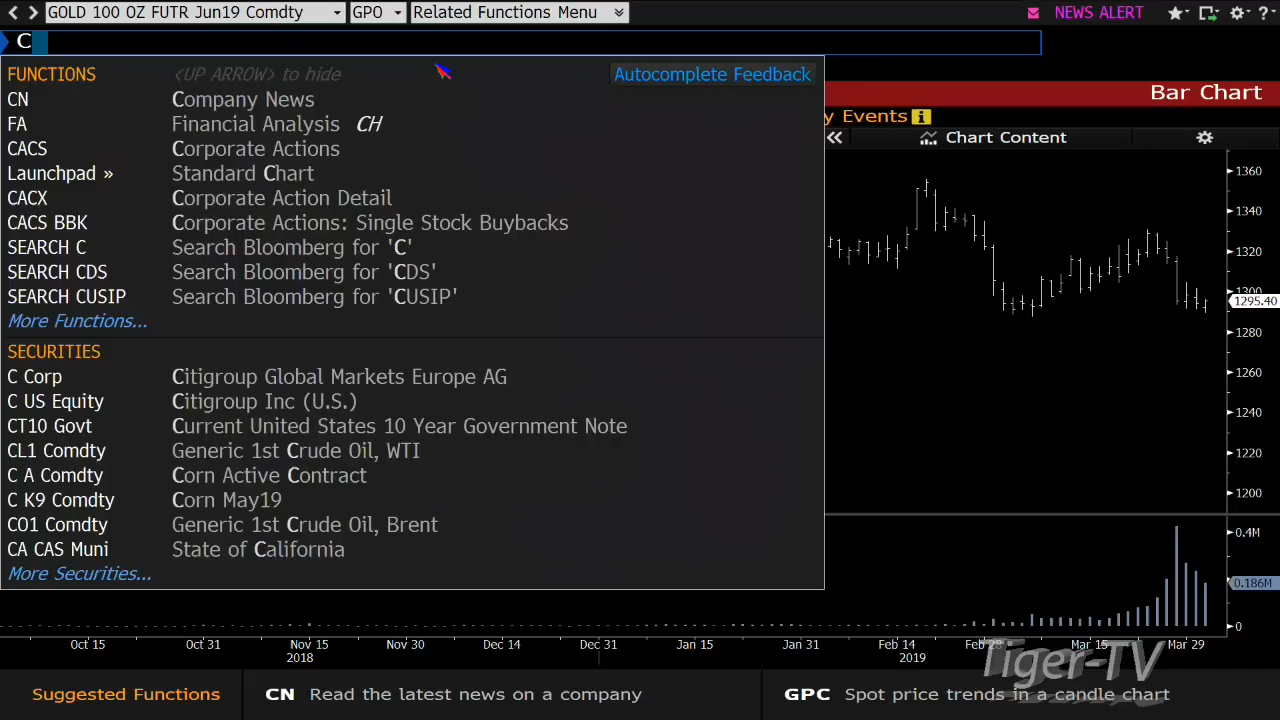 GOLD 100 OZ FUTR Jun19 Comdty GPO Related Functions Menu NEWS ALERT ?
C
FUNCTIONS <UP ARROW> to hide Autocomplete Feedback
CN Company News
FA Financial Analysis CH
CACS Corporate Actions
Launchpad » Standard Chart
CACX Corporate Action Detail
CACS BBK Corporate Actions: Single Stock Buybacks
SEARCH C Search Bloomberg for 'C'
SEARCH CDS Search Bloomberg for 'CDS'
SEARCH CUSIP Search Bloomberg for 'CUSIP'
More Functions...
SECURITIES
C Corp Citigroup Global Markets Europe AG
C US Equity Citigroup Inc (U.S.)
CT10 Govt Current United States 10 Year Government Note
CL1 Comdty Generic 1st Crude Oil, WTI
C A Comdty Corn Active Contract
C K9 Comdty Corn May19
CO1 Comdty Generic 1st Crude Oil, Brent
CA CAS Muni State of California
More Securities...
Bar Chart
y Events i
« Chart Content
1360
1340
1320
1300
1295.40
1280
1260
1240
1220
1200
0.4M
0.186M
0
Oct 15 Oct 31 Nov 15 Nov 30 Dec 14 Dec 31 Jan 15 Jan 31 Feb 14 Feb 28 Mar 15 Mar 29
2018 2019
Tiger-TV
Suggested Functions CN Read the latest news on a company GPC Spot price trends in a candle chart